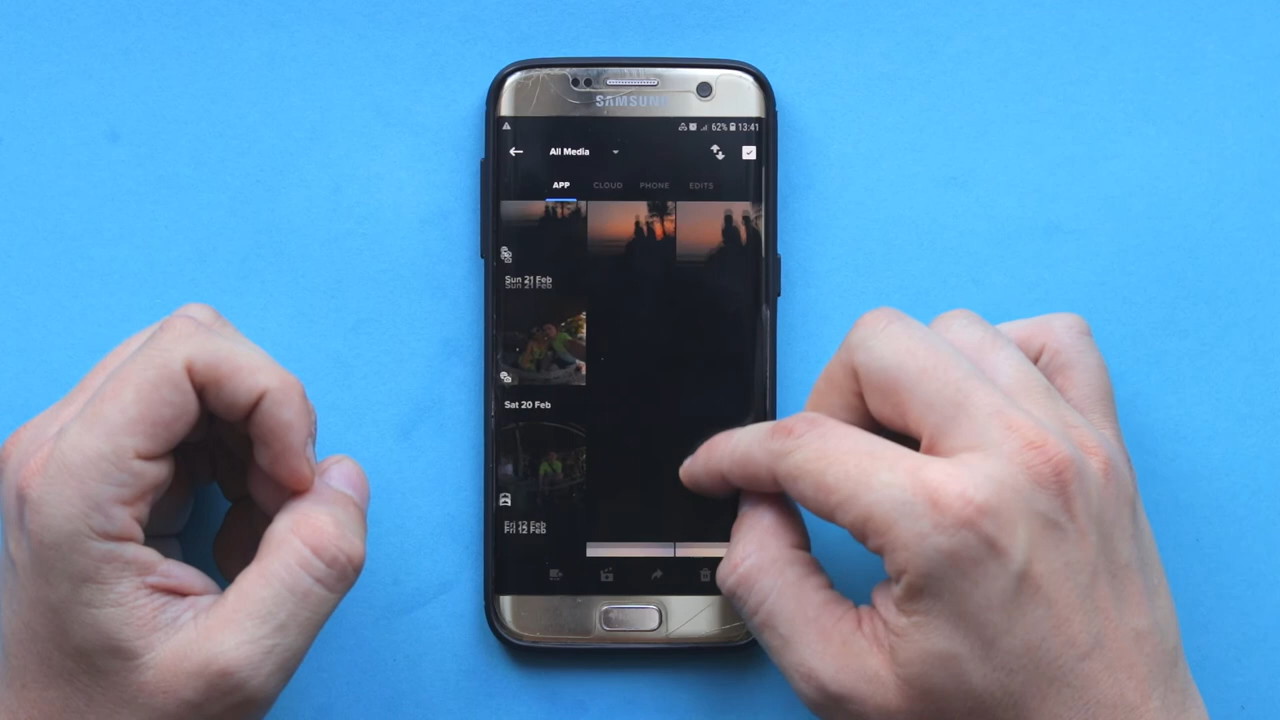 SAMSUNG
62% 13:41
All Media
APP CLOUD PHONE EDITS
Sun 21 Feb
Sat 20 Feb
Fri 12 Feb